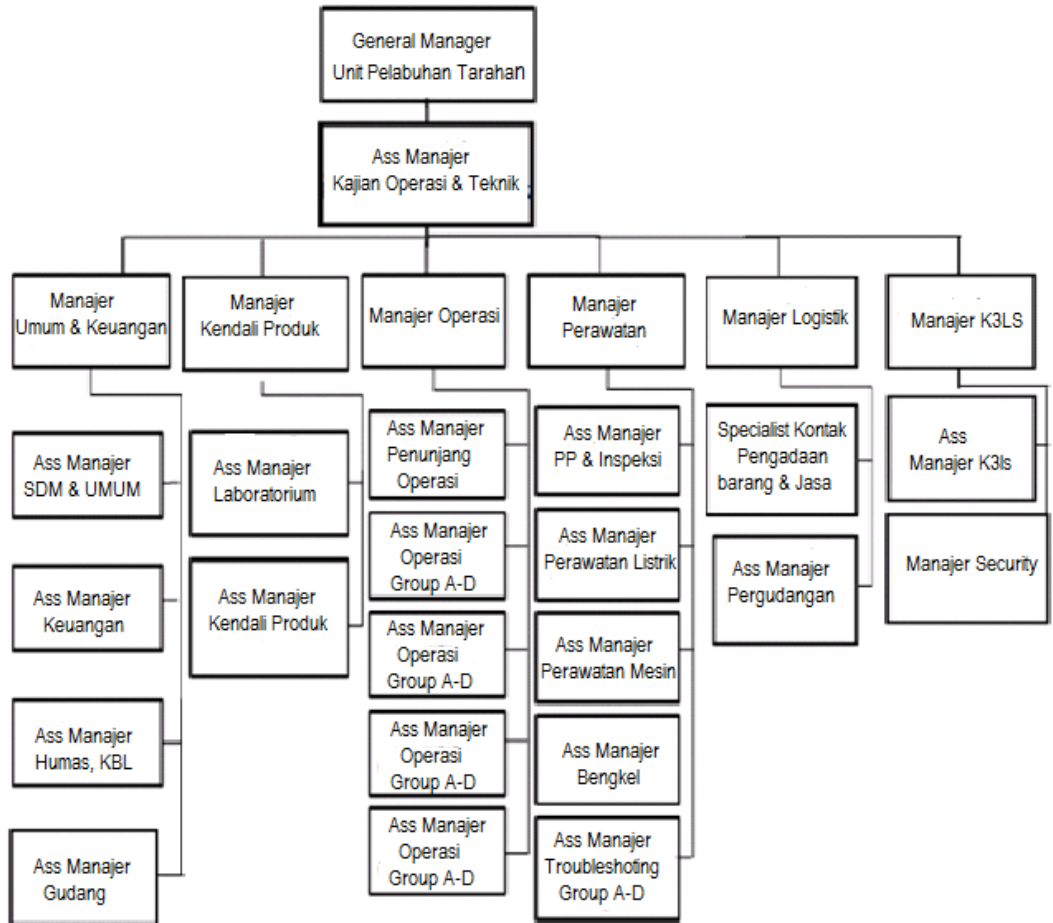 General Manager
Unit Pelabuhan Tarahan
Ass Manajer
Kajian Operasi & Teknik
Manajer
Umum & Keuangan
Manajer
Kendali Produk
Manajer Operasi
Manajer
Perawatan
Manajer Logistik
Manajer K3LS
Ass Manajer
SDM & UMUM
Ass Manajer
Keuangan
Ass Manajer
Humas, KBL
Ass Manajer
Gudang
Ass Manajer
Laboratorium
Ass Manajer
Kendali Produk
Ass Manajer
Penunjang
Operasi
Ass Manajer
Operasi
Group A-D
Ass Manajer
Operasi
Group A-D
Ass Manajer
Operasi
Group A-D
Ass Manajer
Operasi
Group A-D
Ass Manajer
PP & Inspeksi
Ass Manajer
Perawatan Listrik
Ass Manajer
Perawatan Mesin
Ass Manajer
Bengkel
Ass Manajer
Troubleshoting
Group A-D
Specialist Kontak
Pengadaan
barang & Jasa
Ass Manajer
Pergudangan
Ass
Manajer K3ls
Manajer Security